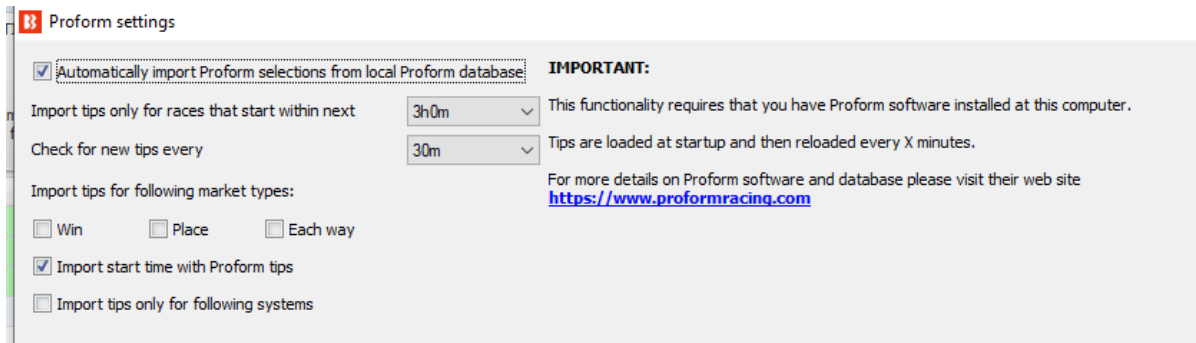 Proform settings
Automatically import Proform selections from local Proform database
IMPORTANT:
Import tips only for races that start within next 3h0m
This functionality requires that you have Proform software installed at this computer.
Check for new tips every 30m
Tips are loaded at startup and then reloaded every X minutes.
Import tips for following market types:
For more details on Proform software and database please visit their web site
https://www.proformracing.com
Win Place Each way
Import start time with Proform tips
Import tips only for following systems